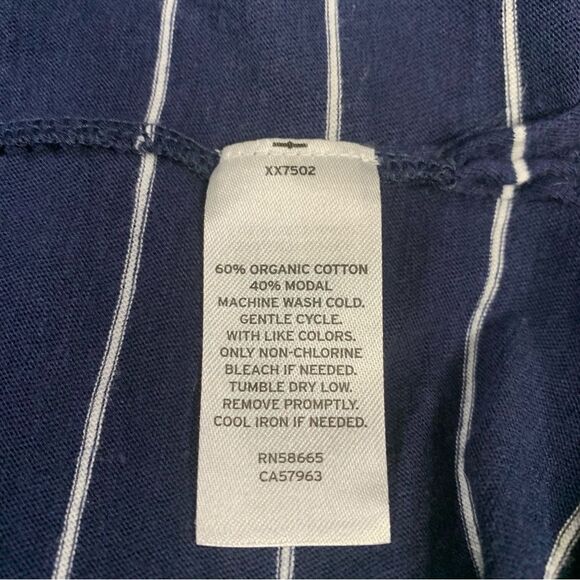 XX7502
60% ORGANIC COTTON
40% MODAL
MACHINE WASH COLD.
GENTLE CYCLE.
WITH LIKE COLORS.
ONLY NON-CHLORINE
BLEACH IF NEEDED.
TUMBLE DRY LOW.
REMOVE PROMPTLY.
COOL IRON IF NEEDED.
RN58665
CA57963